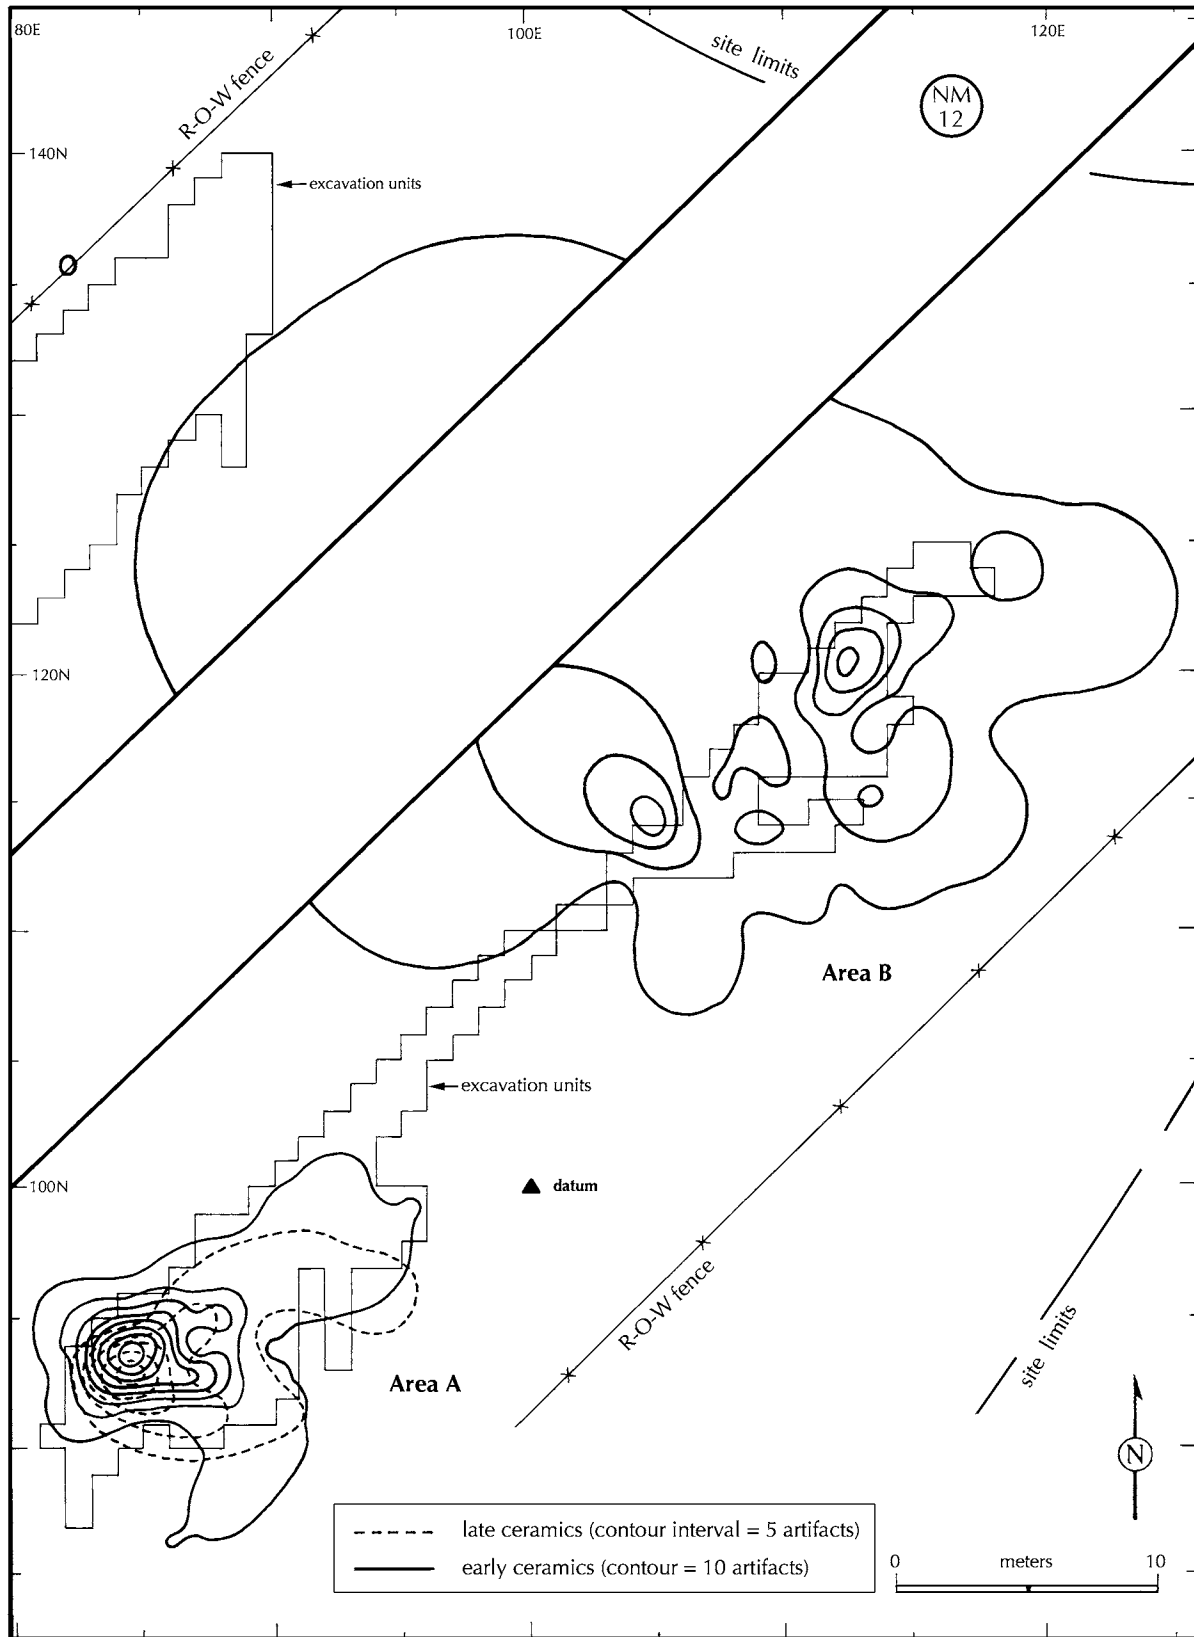 80E
100E
120E
site limits
R-O-W fence
NM
12
140N
excavation units
120N
Area B
excavation units
100N
datum
R-O-W fence
site limits
Area A
N
late ceramics (contour interval = 5 artifacts)
early ceramics (contour = 10 artifacts)
0 meters 10